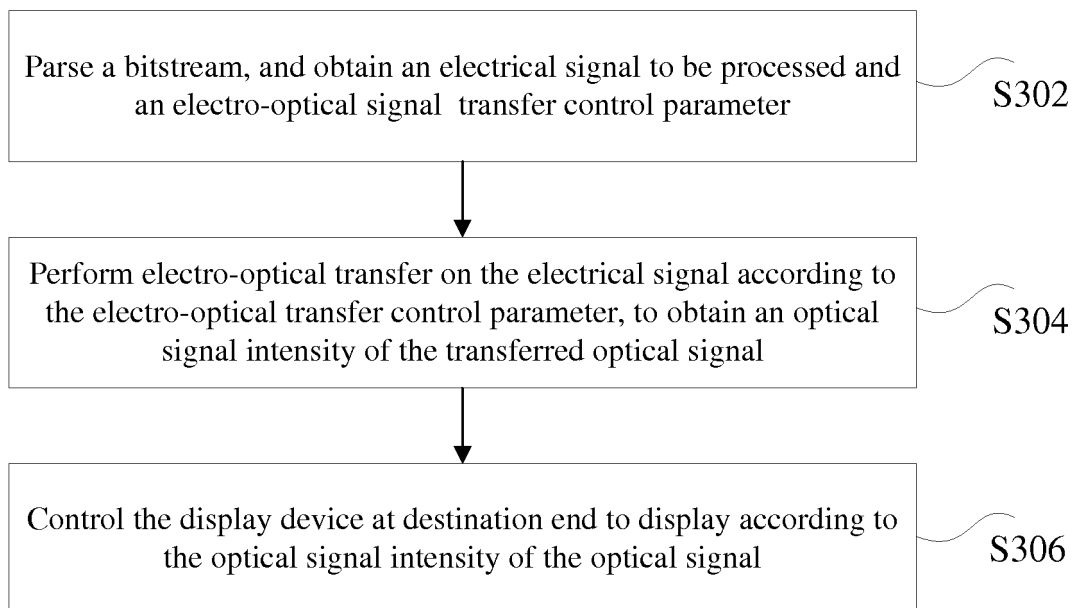 Parse a bitstream, and obtain an electrical signal to be processed and
an electro-optical signal transfer control parameter
S302
Perform electro-optical transfer on the electrical signal according to
the electro-optical transfer control parameter, to obtain an optical
signal intensity of the transferred optical signal
S304
Control the display device at destination end to display according to
the optical signal intensity of the optical signal
S306